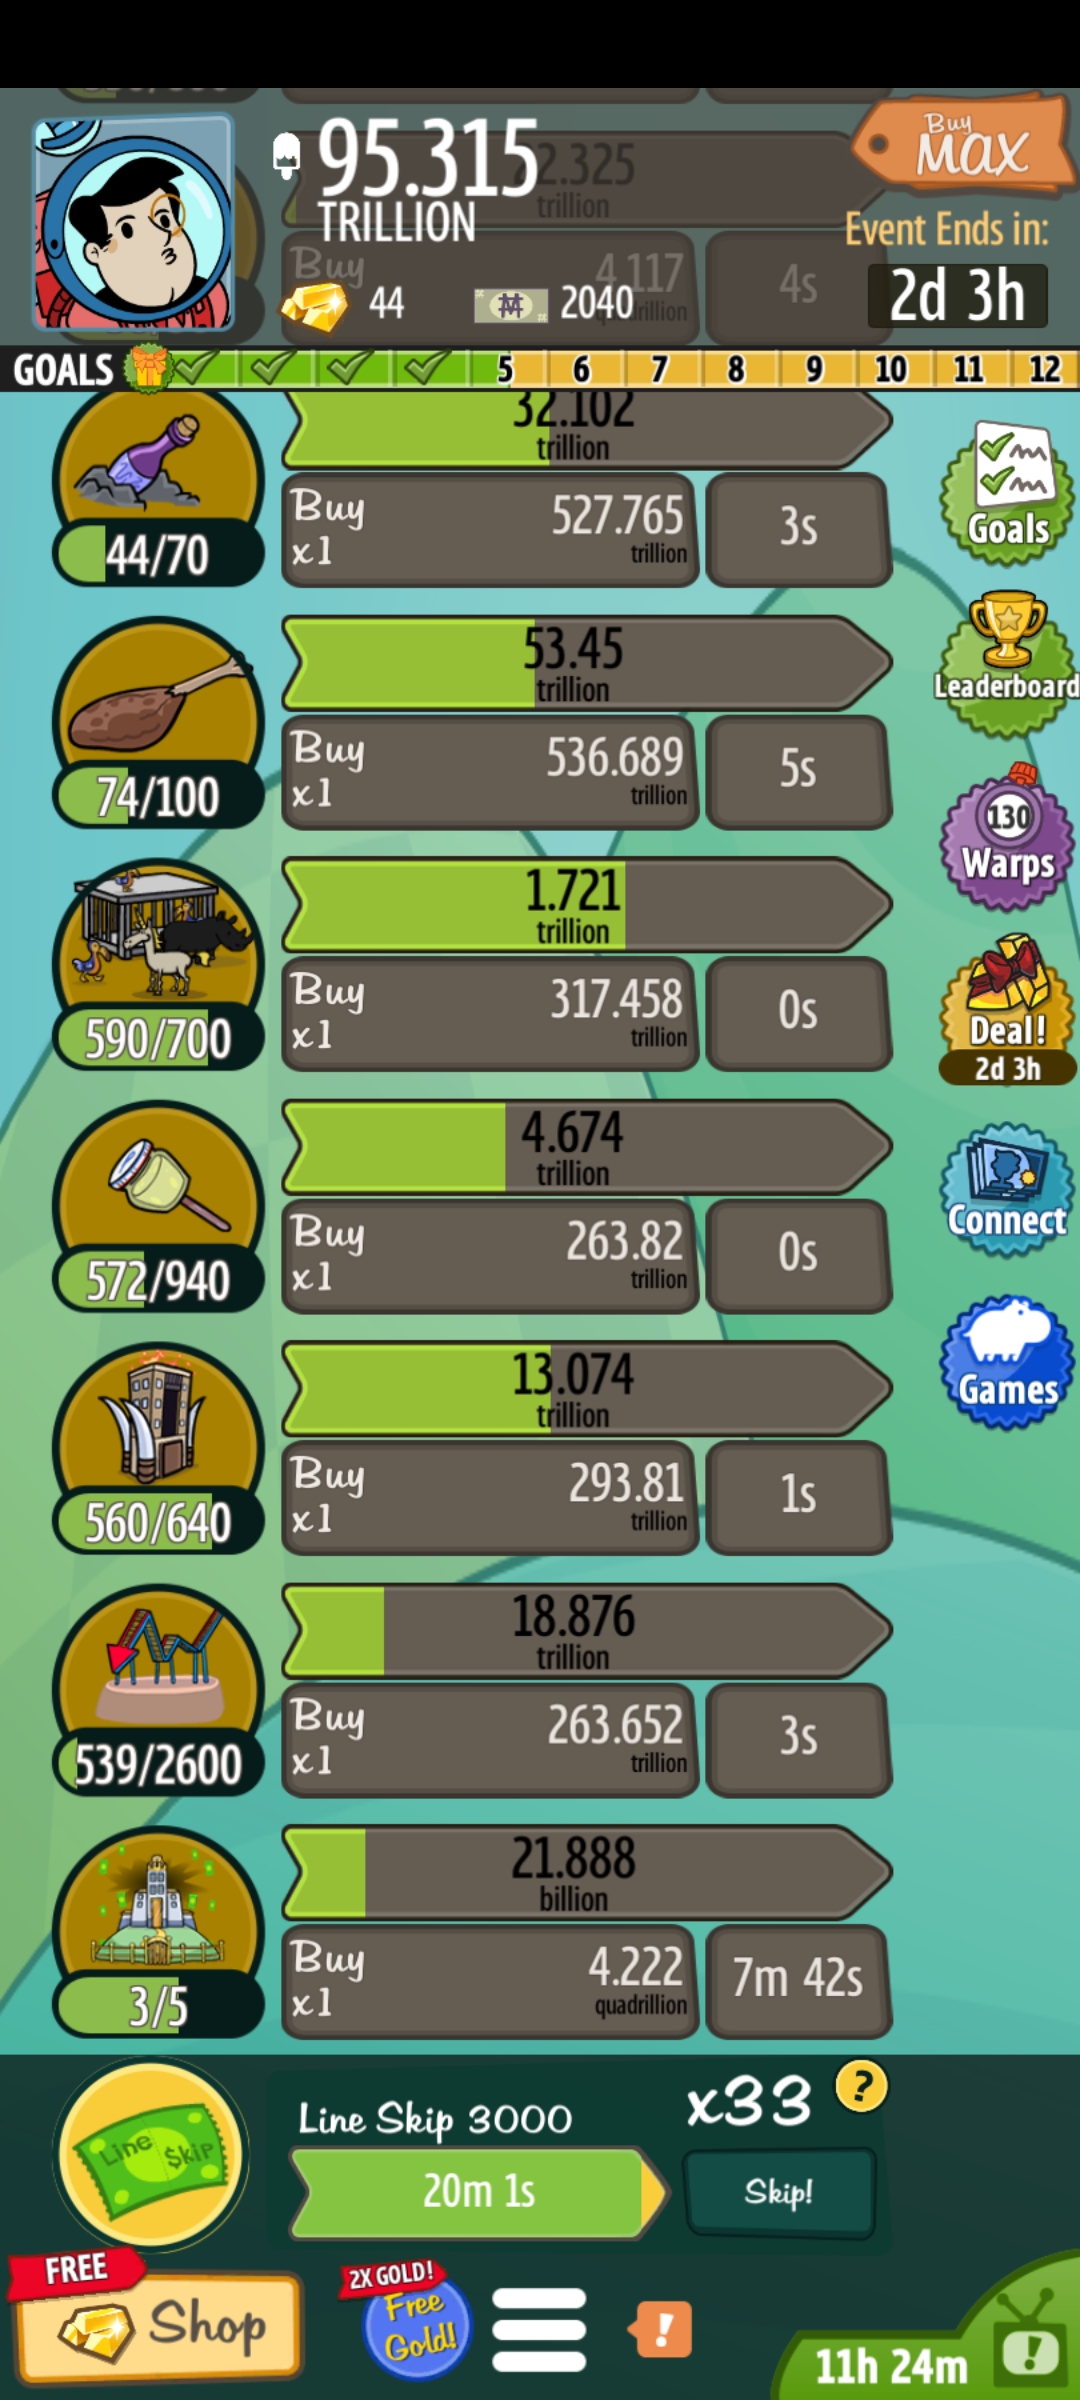 Buy
MAX
95.315
TRILLION
2.325
trillion
Event Ends in:
2d 3h
Buy
4.117
44
2040
4s
GOALS
5
6
7
8
9
10
11
12
32.102
trillion
44/70
Buy
x1
527.765
trillion
3s
Goals
53.45
trillion
74/100
Buy
x1
536.689
trillion
5s
Leaderboard
130
Warps
1.721
trillion
590/700
Buy
x1
317.458
trillion
0s
Deal!
2d 3h
4.674
trillion
572/940
Buy
x1
263.82
trillion
0s
Connect
13.074
trillion
560/640
Buy
x1
293.81
trillion
1s
Games
18.876
trillion
539/2600
Buy
x1
263.652
trillion
3s
21.888
billion
3/5
Buy
x1
4.222
quadrillion
7m 42s
Line $kip
Line Skip 3000
x33
?
20m 1s
Skip!
FREE
Shop
2X GOLD!
Free
Gold!
!
11h 24m
!